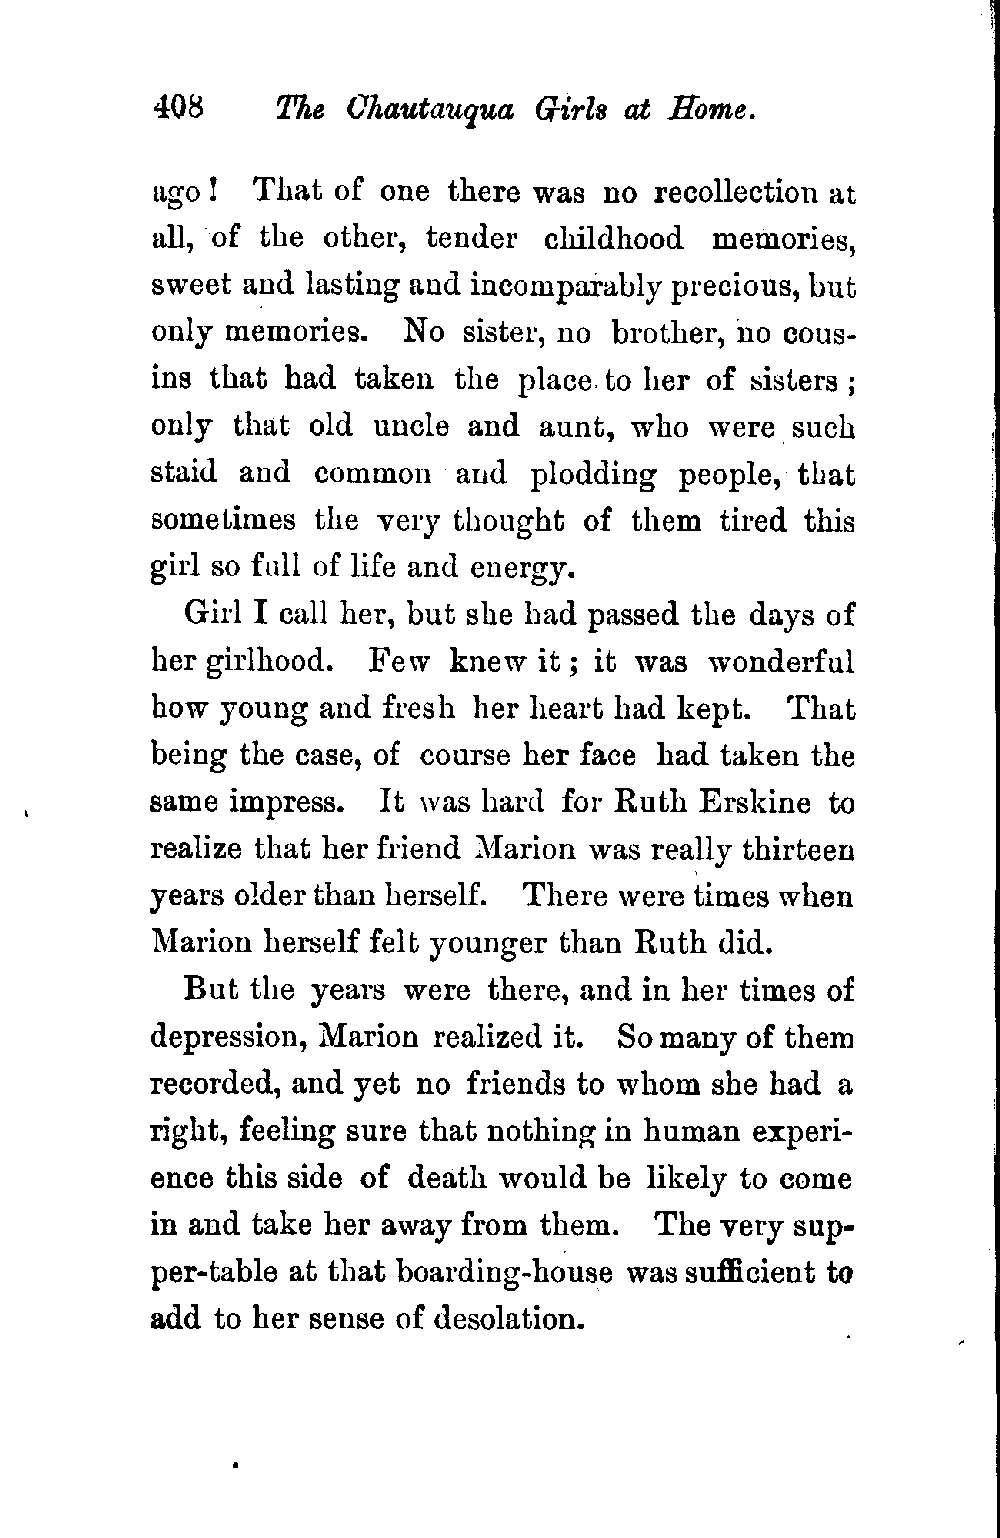 408 The Chautauqua Girls at Home.
ago! That of one there was no recollection at
all, of the other, tender childhood memories,
sweet and lasting and incomparably precious, but
only memories. No sister, no brother, no cous-
ins that had taken the place to her of sisters;
only that old uncle and aunt, who were such
staid and common and plodding people, that
sometimes the very thought of them tired this
girl so full of life and energy.
Girl I call her, but she had passed the days of
her girlhood. Few knew it; it was wonderful
how young and fresh her heart had kept. That
being the case, of course her face had taken the
same impress. It was hard for Ruth Erskine to
realize that her friend Marion was really thirteen
years older than herself. There were times when
Marion herself felt younger than Ruth did.
But the years were there, and in her times of
depression, Marion realized it. So many of them
recorded, and yet no friends to whom she had a
right, feeling sure that nothing in human experi-
ence this side of death would be likely to come
in and take her away from them. The very sup-
per-table at that boarding-house was sufficient to
add to her sense of desolation.